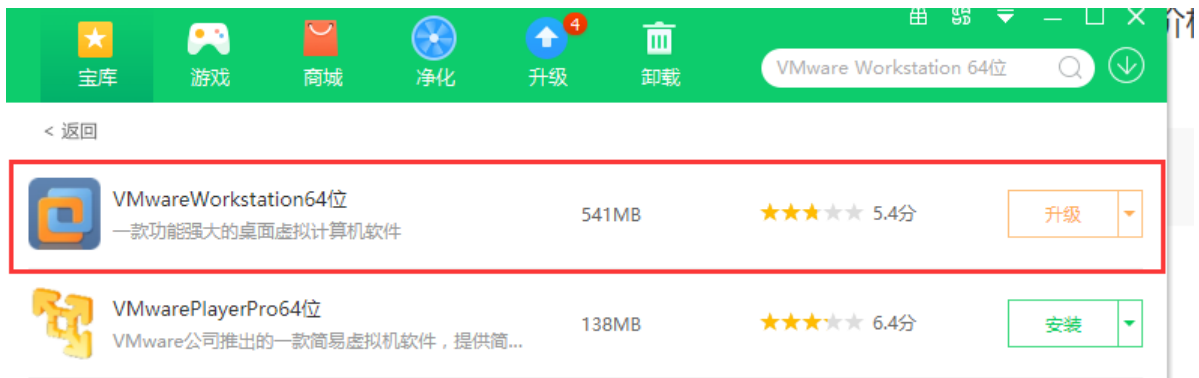 4
宝库 游戏 商城 净化 升级 卸载
VMware Workstation 64位
< 返回
VMwareWorkstation64位
一款功能强大的桌面虚拟计算机软件
541MB
5.4分
升级
VMwarePlayerPro64位
VMware公司推出的一款简易虚拟机软件，提供简...
138MB
6.4分
安装